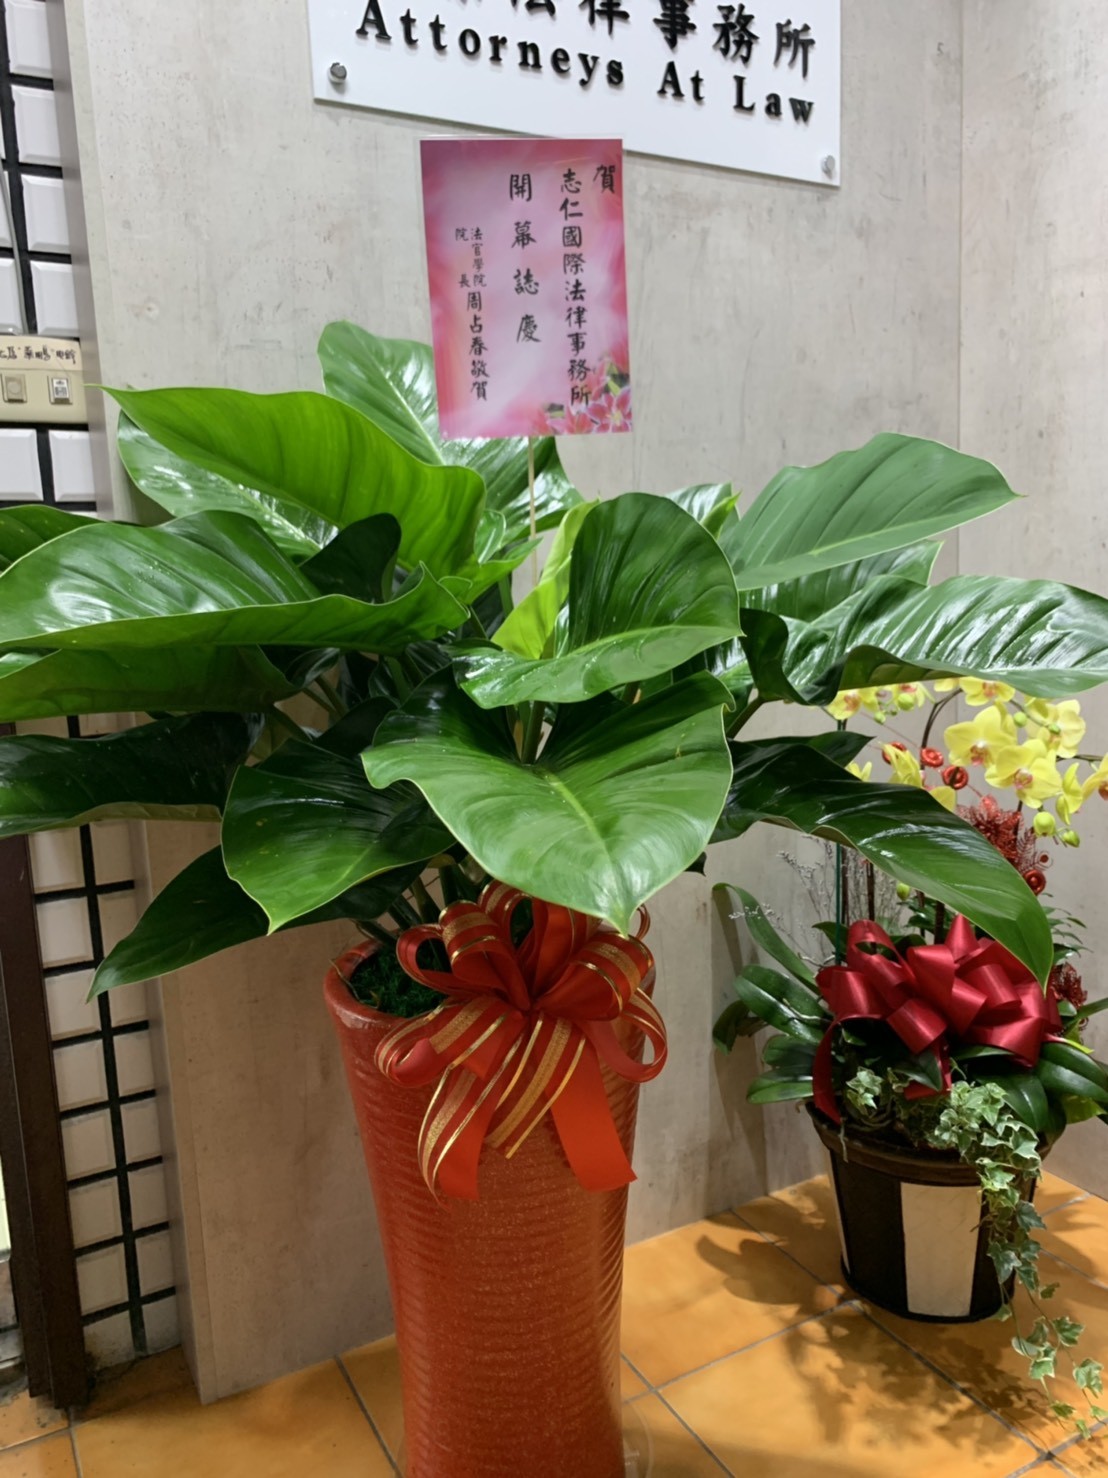 法律事務所
Attorneys At Law
賀
志仁國際法律事務所
開幕誌慶
法官學院
院長周占春敬賀